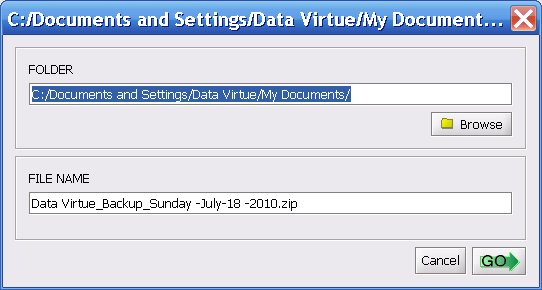 C:/Documents and Settings/Data Virtue/My Document...
FOLDER
C:/Documents and Settings/Data Virtue/My Documents/
Browse
FILE NAME
Data Virtue_Backup_Sunday -July-18 -2010.zip
Cancel GO